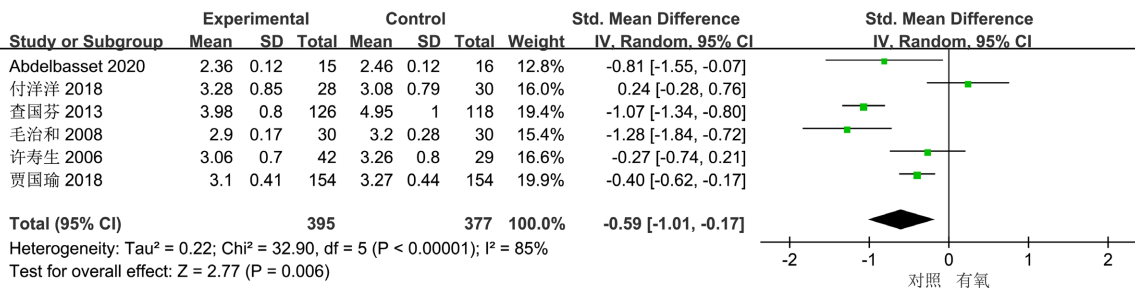 Experimental Control Std. Mean Difference Std. Mean Difference
Study or Subgroup Mean SD Total Mean SD Total Weight IV, Random, 95% CI IV, Random, 95% CI
Abdelbasset 2020 2.36 0.12 15 2.46 0.12 16 12.8% -0.81 [-1.55, -0.07]
付洋洋 2018 3.28 0.85 28 3.08 0.79 30 16.0% 0.24 [-0.28, 0.76]
查国芬 2013 3.98 0.8 126 4.95 1 118 19.4% -1.07 [-1.34, -0.80]
毛治和 2008 2.9 0.17 30 3.2 0.28 30 15.4% -1.28 [-1.84, -0.72]
许寿生 2006 3.06 0.7 42 3.26 0.8 29 16.6% -0.27 [-0.74, 0.21]
贾国瑜 2018 3.1 0.41 154 3.27 0.44 154 19.9% -0.40 [-0.62, -0.17]
Total (95% CI) 395 377 100.0% -0.59 [-1.01, -0.17]
Heterogeneity: Tau² = 0.22; Chi² = 32.90, df = 5 (P < 0.00001); I² = 85%
Test for overall effect: Z = 2.77 (P = 0.006)
-2 -1 0 1 2
对照 有氧